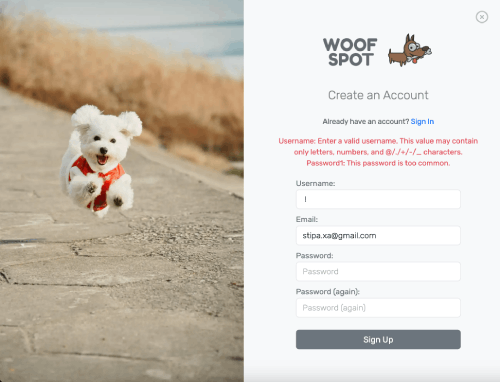 WOOF
SPOT
Create an Account
Already have an account? Sign In
Username: Enter a valid username. This value may contain
only letters, numbers, and @/./+/-/_ characters.
Password1: This password is too common.
Username:
Email:
stipa.xa@gmail.com
Password:
Password
Password (again):
Password (again)
Sign Up